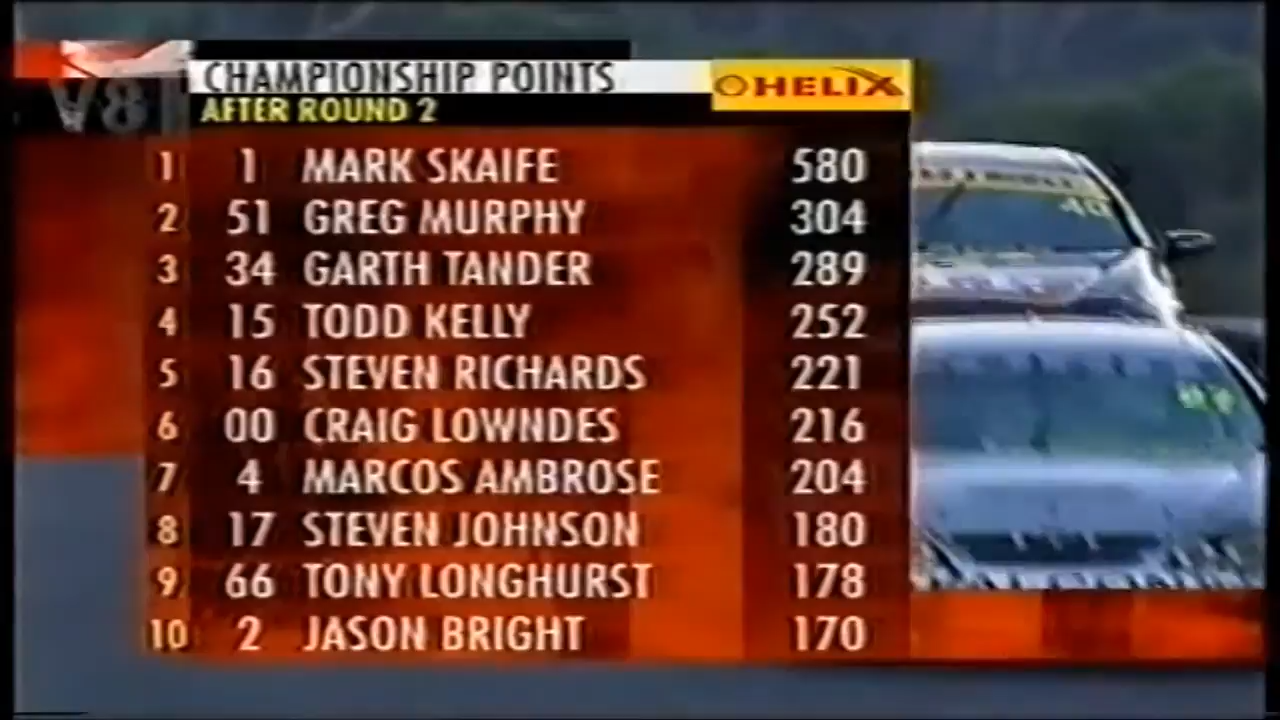 CHAMPIONSHIP POINTS
HELIX
V8
AFTER ROUND 2
1 1 MARK SKAIFE 580
2 51 GREG MURPHY 304
3 34 GARTH TANDER 289
4 15 TODD KELLY 252
5 16 STEVEN RICHARDS 221
6 00 CRAIG LOWNDES 216
7 4 MARCOS AMBROSE 204
8 17 STEVEN JOHNSON 180
9 66 TONY LONGHURST 178
10 2 JASON BRIGHT 170
40